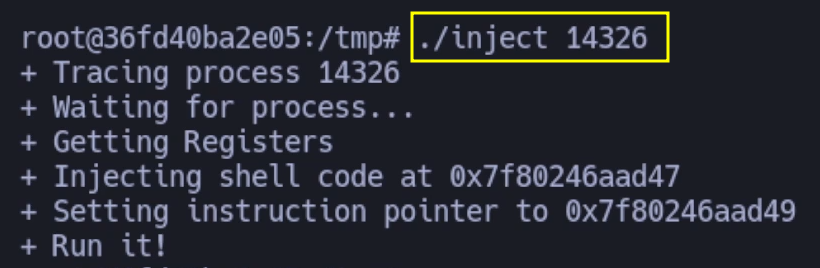 root@36fd40ba2e05:/tmp# ./inject 14326
+ Tracing process 14326
+ Waiting for process...
+ Getting Registers
+ Injecting shell code at 0x7f80246aad47
+ Setting instruction pointer to 0x7f80246aad49
+ Run it!